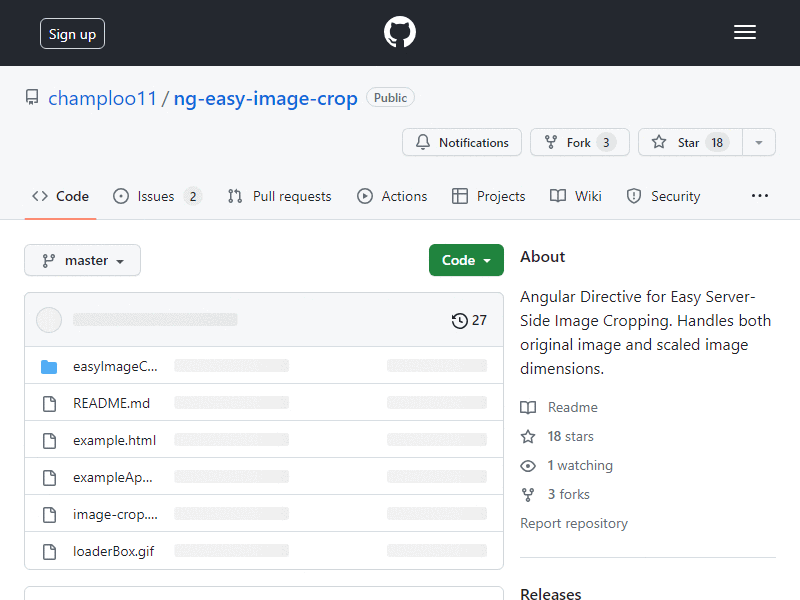 Sign up
champloo11 / ng-easy-image-crop Public
Notifications Fork 3 Star 18
Code Issues 2 Pull requests Actions Projects Wiki Security
master Code
27
easyImageC...
README.md
example.html
exampleAp...
image-crop....
loaderBox.gif
About
Angular Directive for Easy Server-
Side Image Cropping. Handles both
original image and scaled image
dimensions.
Readme
18 stars
1 watching
3 forks
Report repository
Releases